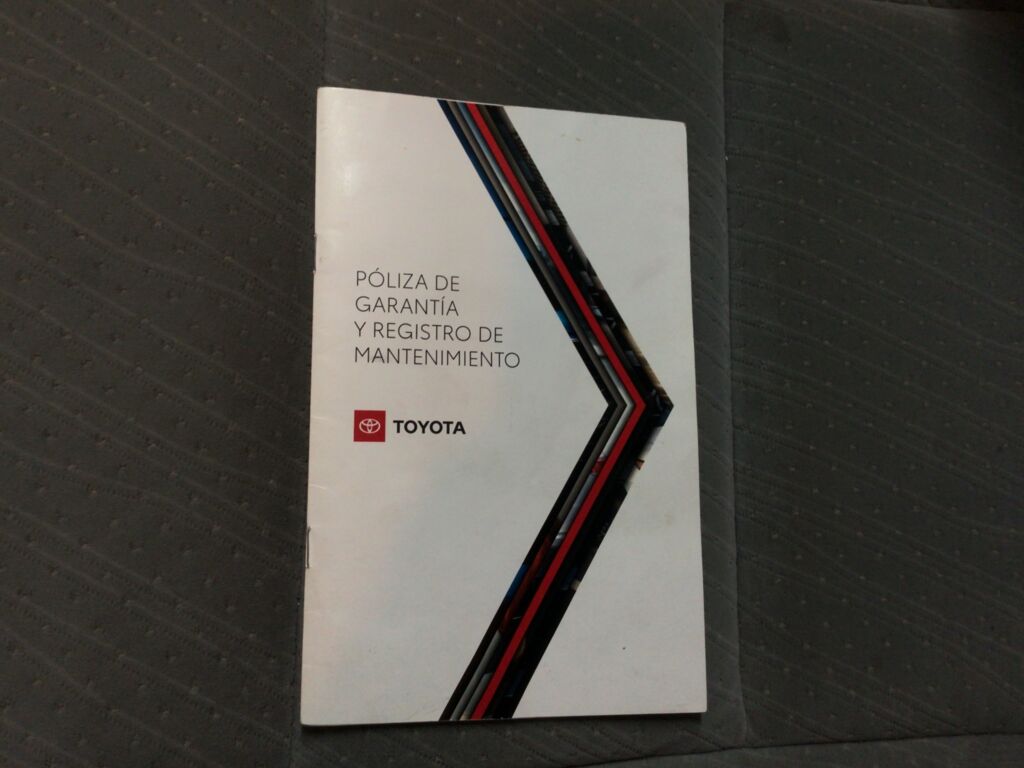 PÓLIZA DE
GARANTÍA
Y REGISTRO DE
MANTENIMIENTO
TOYOTA